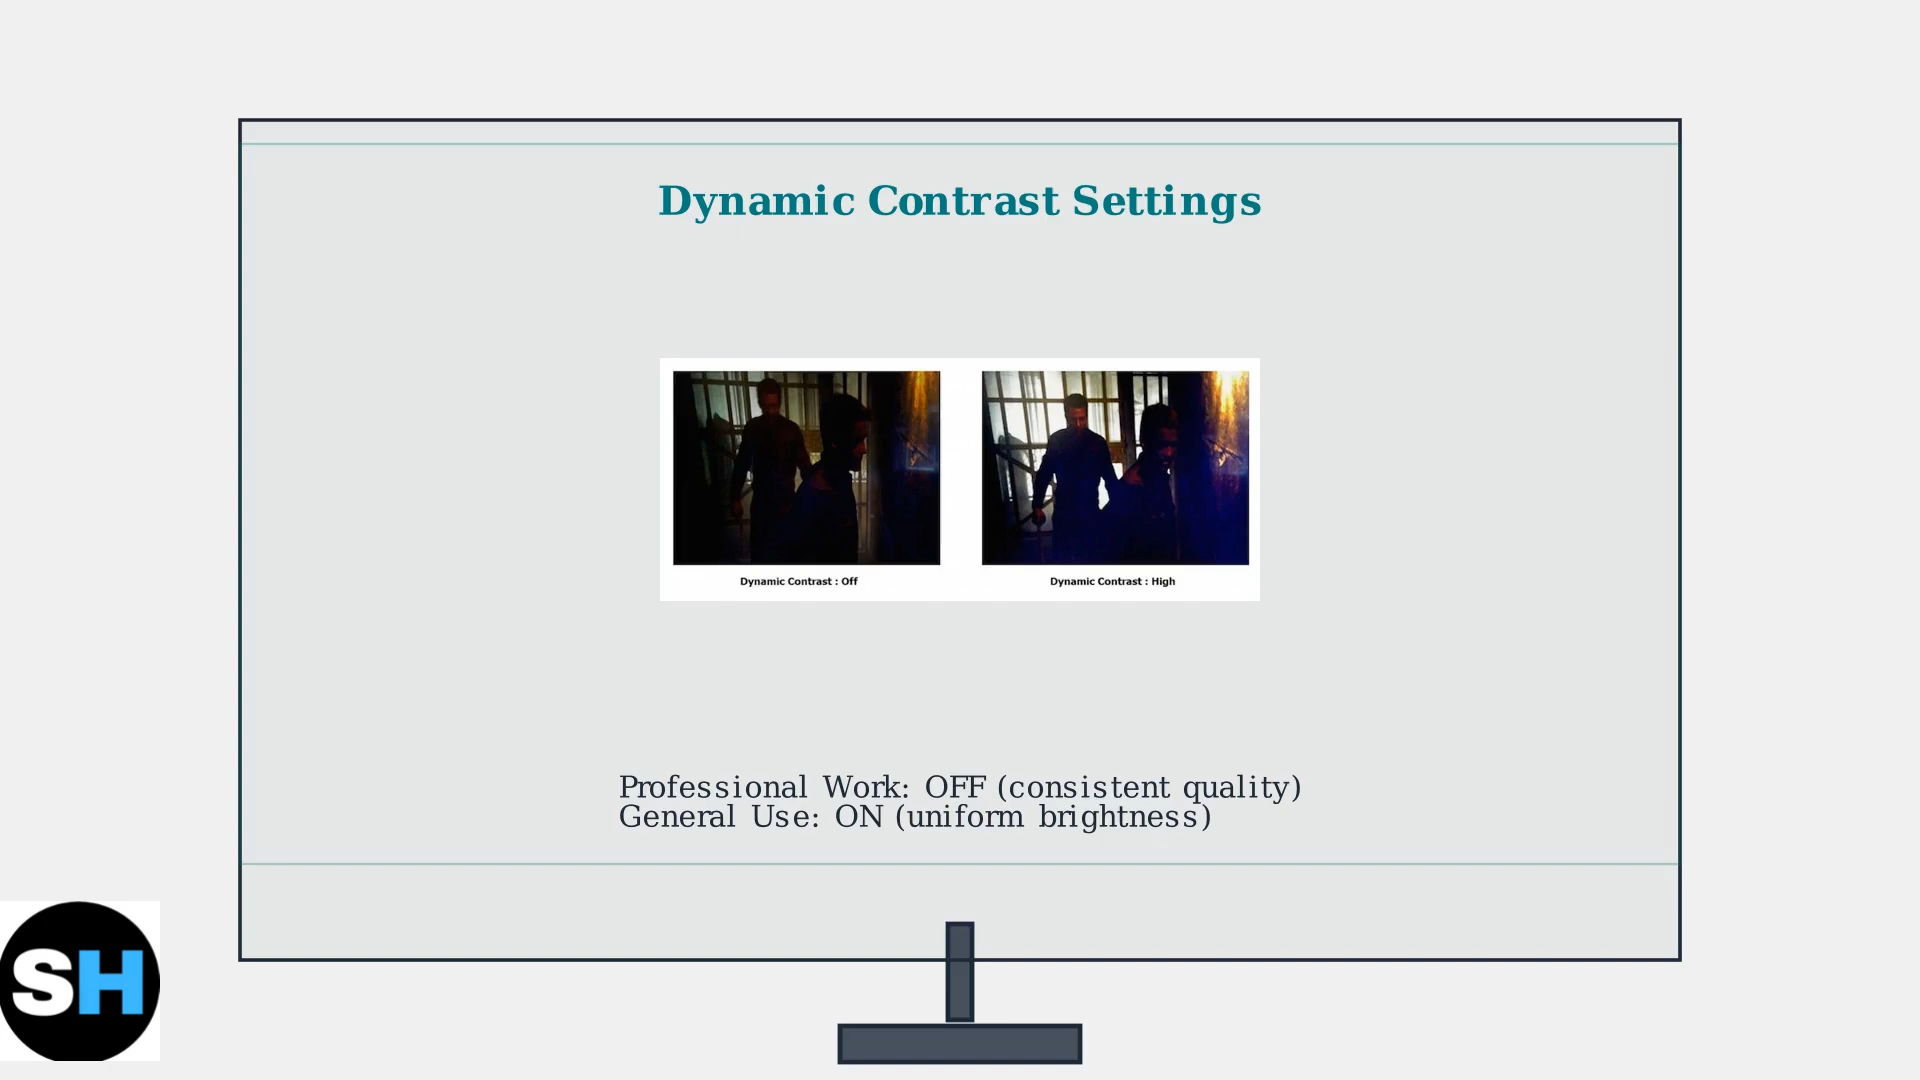 Dynamic Contrast Settings
Dynamic Contrast : Off
Dynamic Contrast : High
Professional Work: OFF (consistent quality)
General Use: ON (uniform brightness)
SH